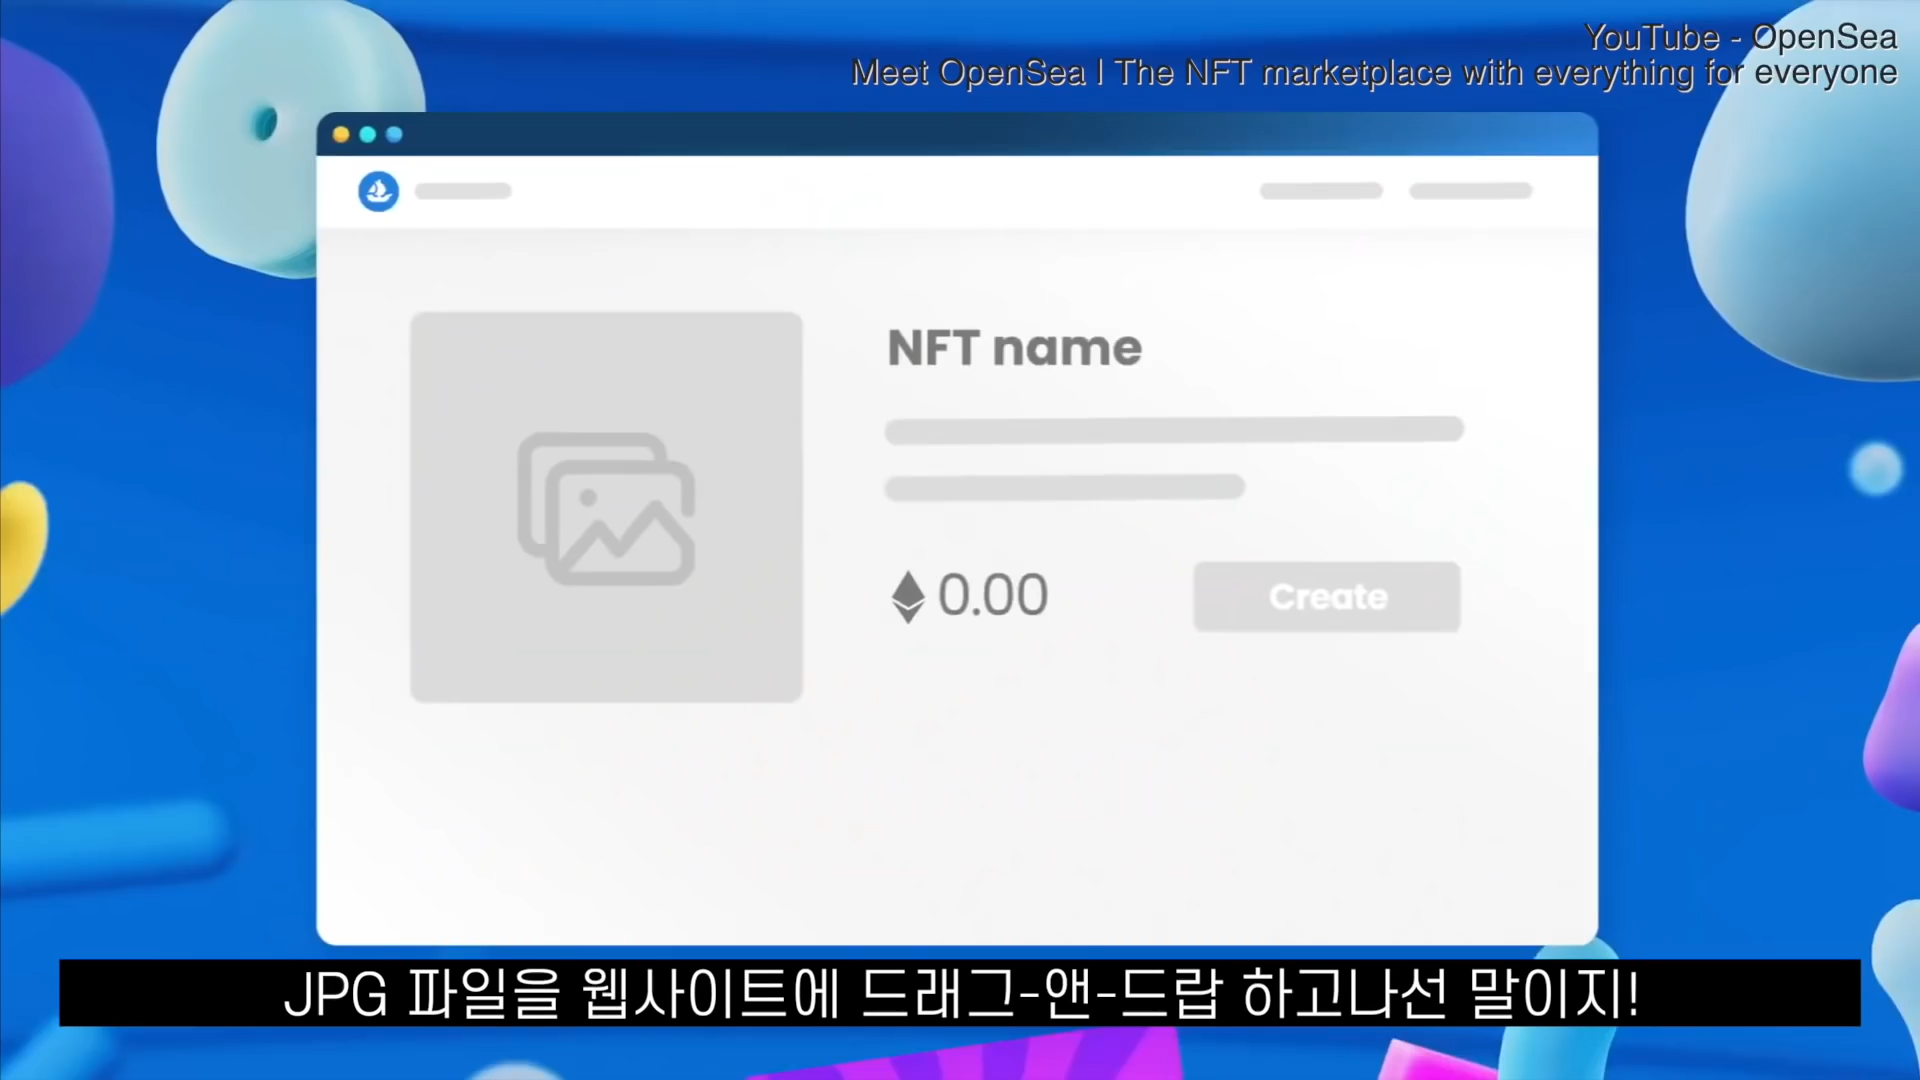 YouTube - OpenSea
Meet OpenSea | The NFT marketplace with everything for everyone
NFT name
0.00
Create
JPG 파일을 웹사이트에 드래그-앤-드랍 하고나선 말이지!